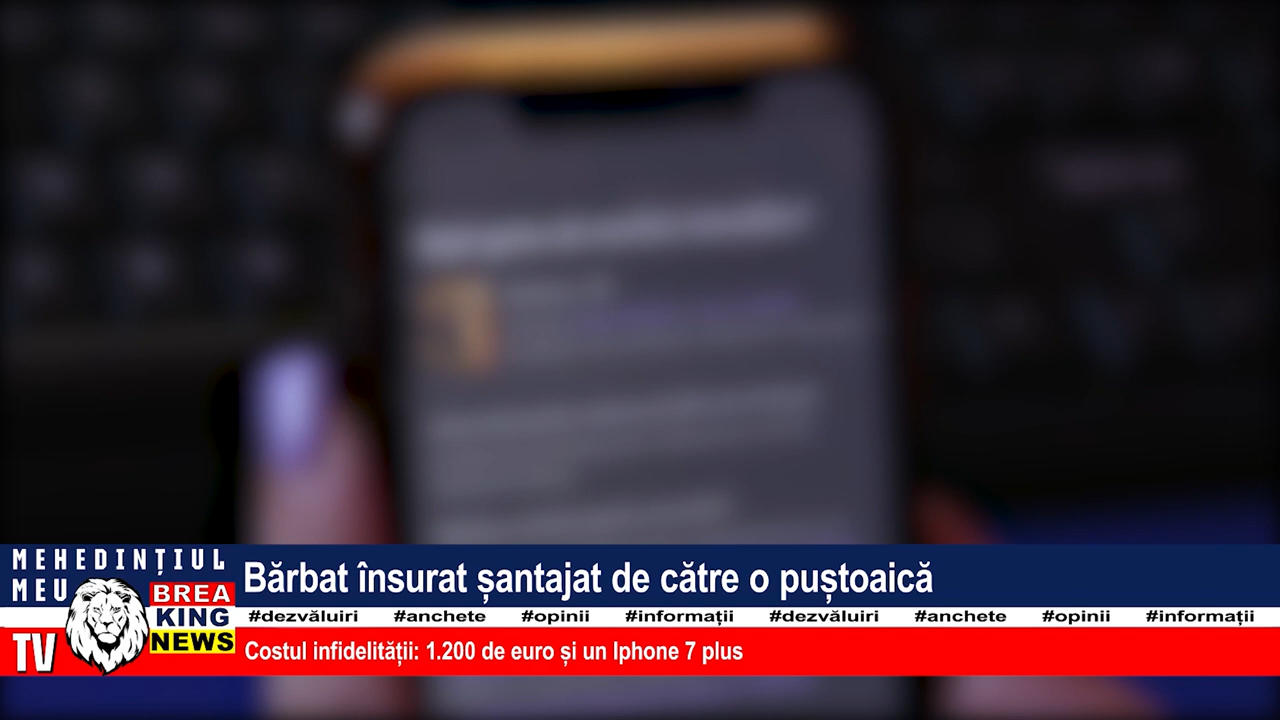 MEHEDINȚIUL
MEU
TV
BREA
KING
NEWS
Bărbat însurat șantajat de către o puștoaică
#dezvăluiri #anchete #opinii #informații #dezvăluiri #anchete #opinii #informații
Costul infidelității: 1.200 de euro și un Iphone 7 plus